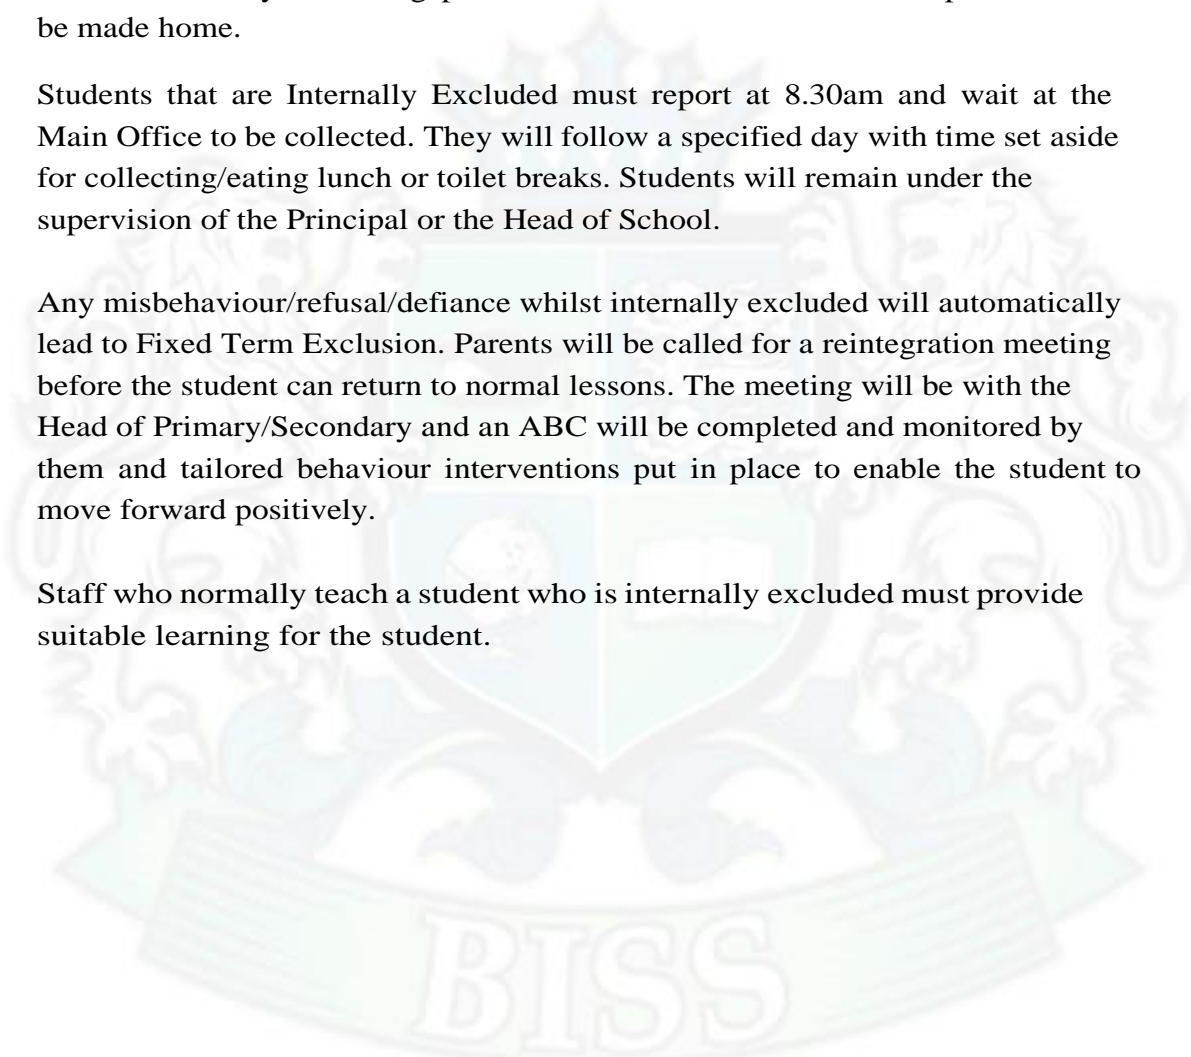 be made home.
Students that are Internally Excluded must report at 8.30am and wait at the
Main Office to be collected. They will follow a specified day with time set aside
for collecting/eating lunch or toilet breaks. Students will remain under the
supervision of the Principal or the Head of School.
Any misbehaviour/refusal/defiance whilst internally excluded will automatically
lead to Fixed Term Exclusion. Parents will be called for a reintegration meeting
before the student can return to normal lessons. The meeting will be with the
Head of Primary/Secondary and an ABC will be completed and monitored by
them and tailored behaviour interventions put in place to enable the student to
move forward positively.
Staff who normally teach a student who is internally excluded must provide
suitable learning for the student.
BISS